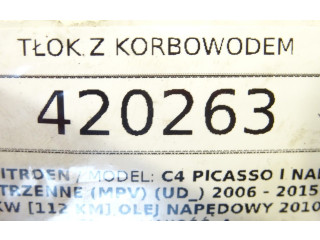 TŁOK Z KORBOWODEM
420263
ITROEN / MODEL: C4 PICASSO I NA
TRZENNE (MPV) (UD_) 2006 - 2015
KW [112 KM] OLEJ NAPĘDOWY 2010